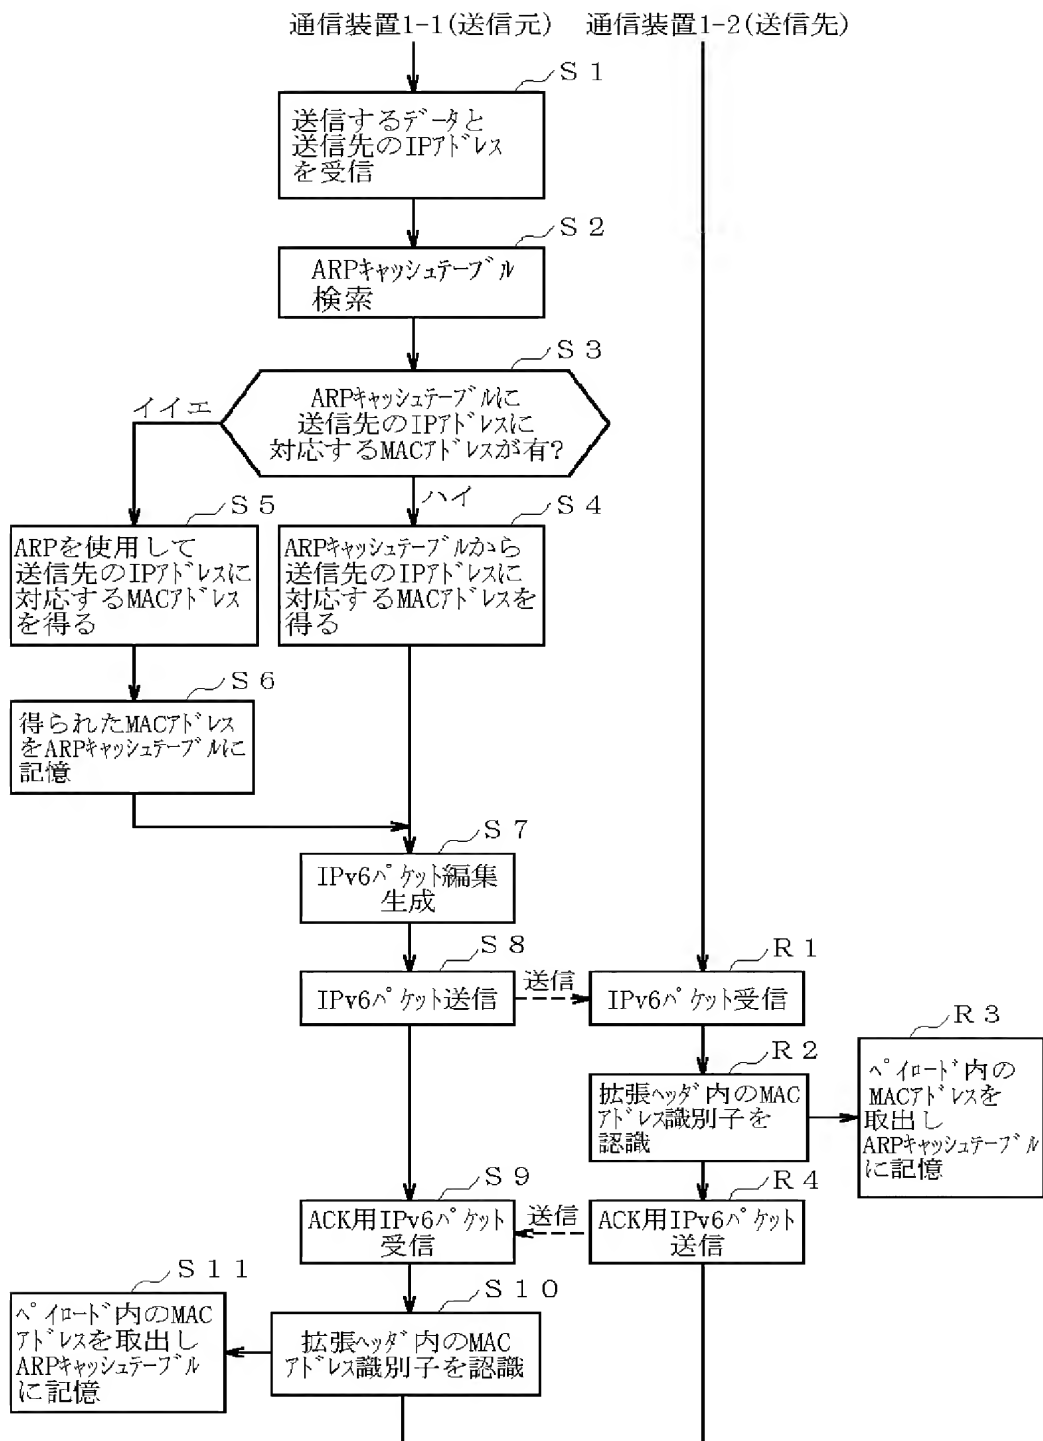 通信装置1-1(送信元)
通信装置1-2(送信先)
S1
送信するデータと
送信先のIPアドレス
を受信
S2
ARPキャッシュテーブル
検索
S3
ARPキャッシュテーブルに
送信先のIPアドレスに
対応するMACアドレスが有?
イイエ
ハイ
S5
ARPを使用して
送信先のIPアドレスに
対応するMACアドレス
を得る
S4
ARPキャッシュテーブルから
送信先のIPアドレスに
対応するMACアドレスを
得る
S6
得られたMACアドレス
をARPキャッシュテーブルに
記憶
S7
IPv6パケット編集
生成
S8
IPv6パケット送信
送信
R1
IPv6パケット受信
R2
拡張ヘッダ内のMAC
アドレス識別子を
認識
R3
ペイロード内の
MACアドレスを
取出し
ARPキャッシュテーブル
に記憶
S9
ACK用IPv6パケット
受信
送信
R4
ACK用IPv6パケット
送信
S10
拡張ヘッダ内のMAC
アドレス識別子を認識
S11
ペイロード内のMAC
アドレスを取出し
ARPキャッシュテーブル
に記憶